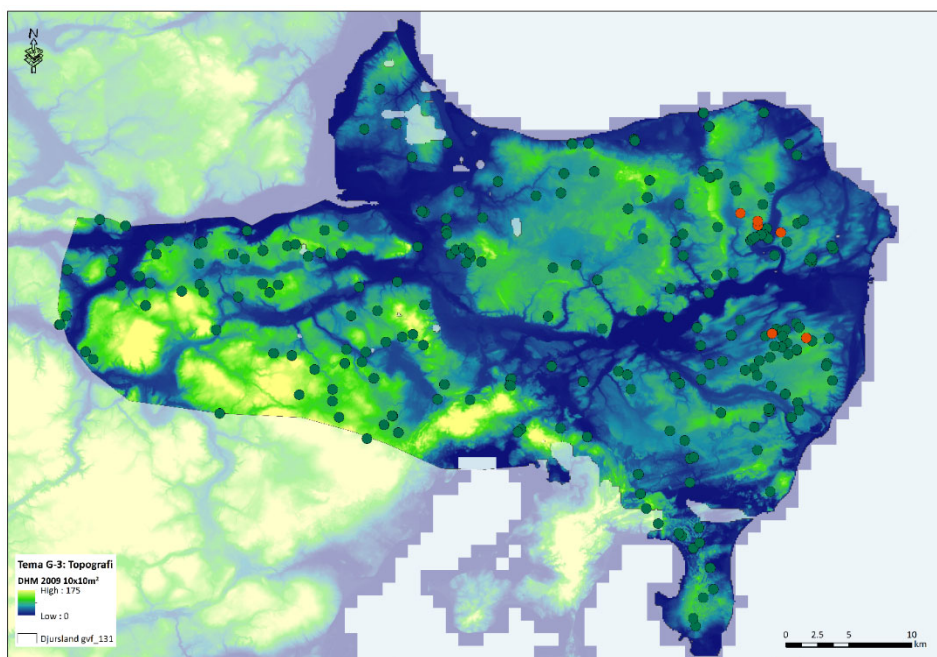 N
Tema G-3: Topografi
DHM 2009 10x10m²
High : 175
Low : 0
Djursland gvf_131
0 2.5 5 10
km